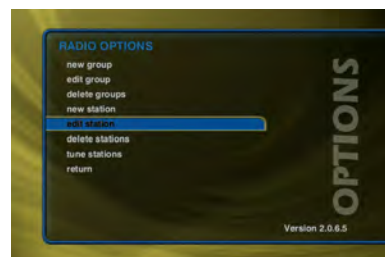 RADIO OPTIONS
new group
edit group
delete groups
new station
edit station
delete stations
tune stations
return
OPTIONS
Version 2.0.6.5